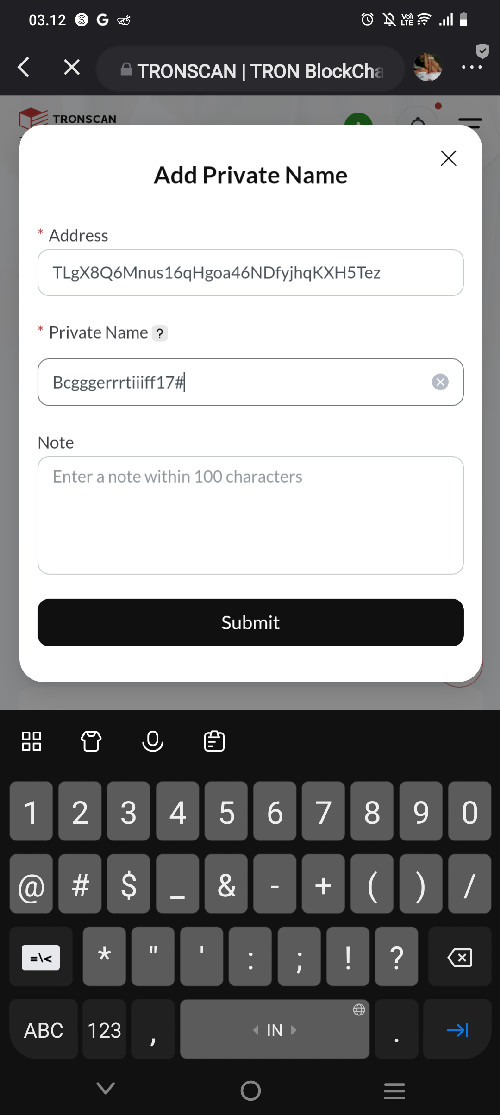 03.12
TRONSCAN | TRON BlockCha
TRONSCAN
Add Private Name
* Address
TLgX8Q6Mnus16qHgoa46NDfyjhqKXH5Tez
* Private Name ?
Bcgggerrrtiiiff17#
Note
Enter a note within 100 characters
Submit
1 2 3 4 5 6 7 8 9 0
@ # $ _ & - + ( ) /
=\< * " ' : ; ! ?
ABC 123 , IN .